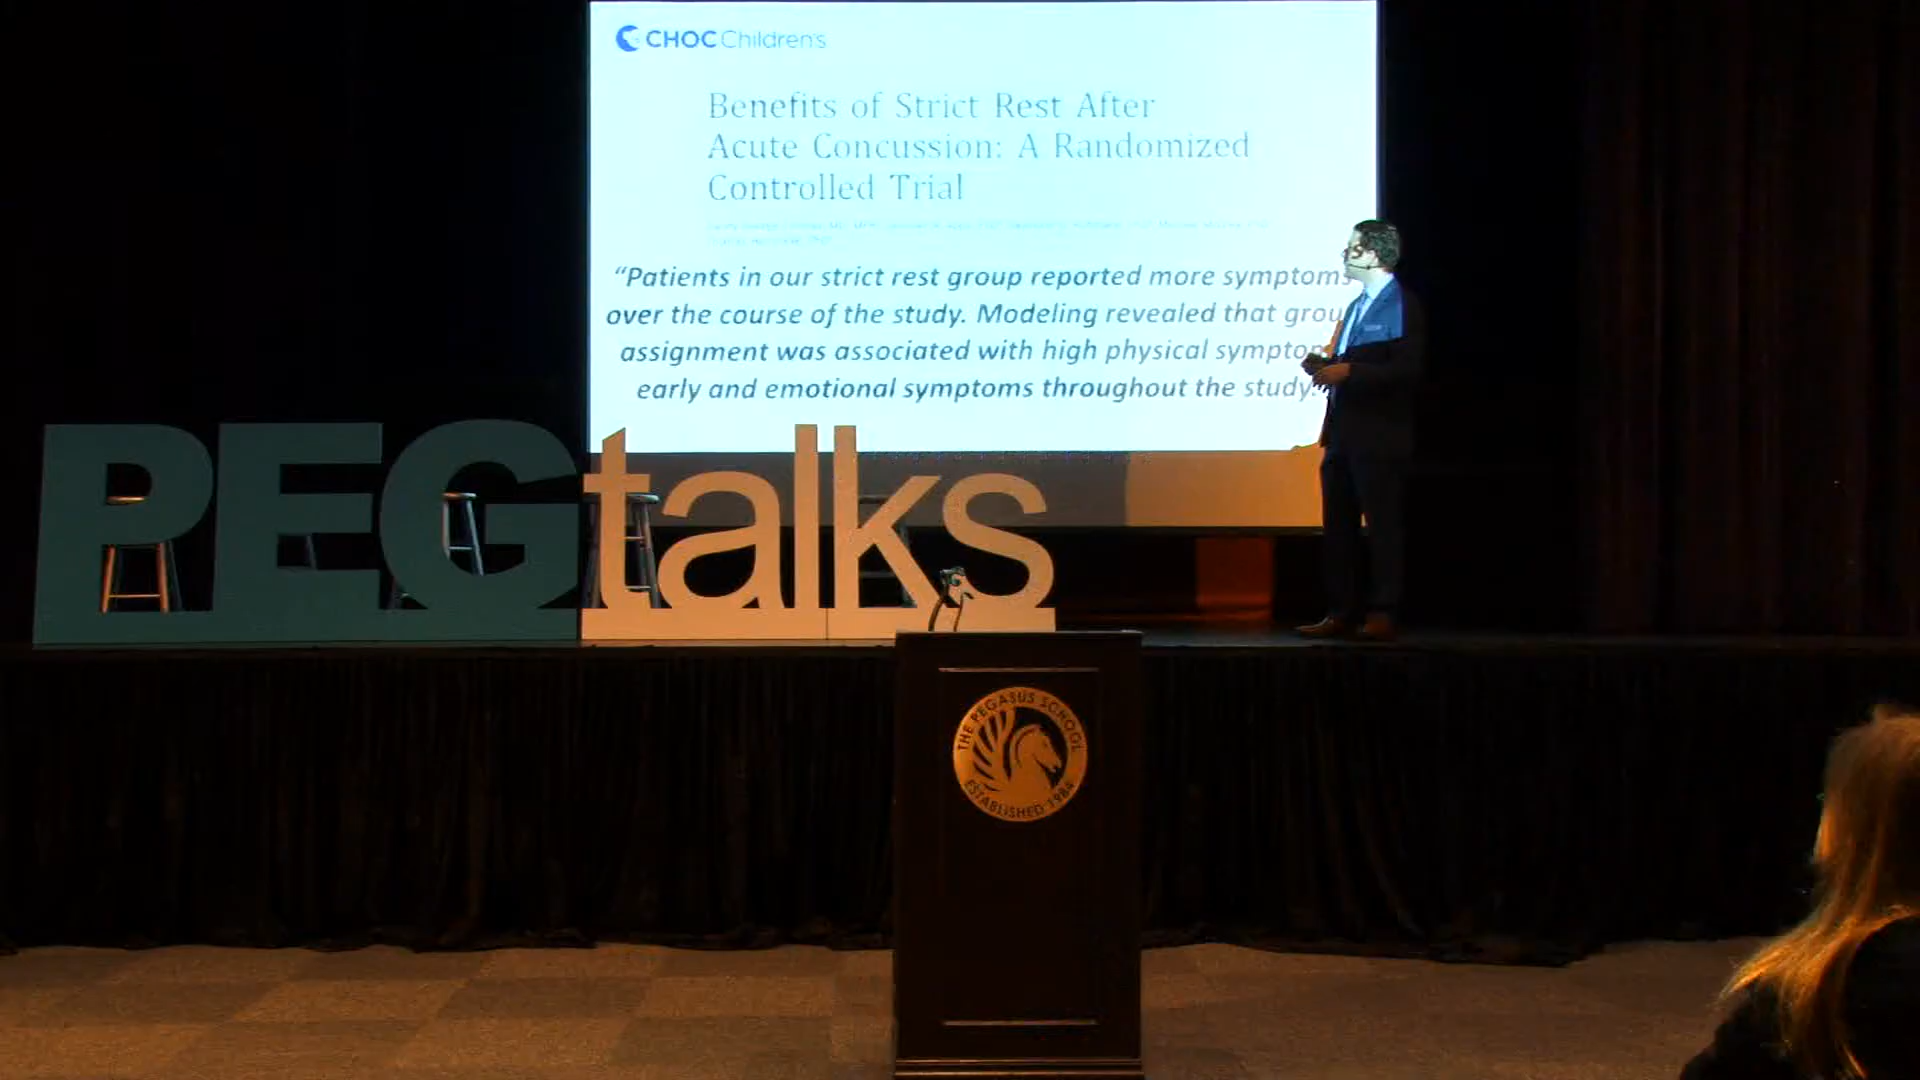 CHOC Children's
Benefits of Strict Rest After
Acute Concussion: A Randomized
Controlled Trial
“Patients in our strict rest group reported more symptoms
over the course of the study. Modeling revealed that
assignment was associated with high physical
early and emotional symptoms throughout the study.”
PEGtalks
THE PEGASUS SCHOOL
ESTABLISHED 1984